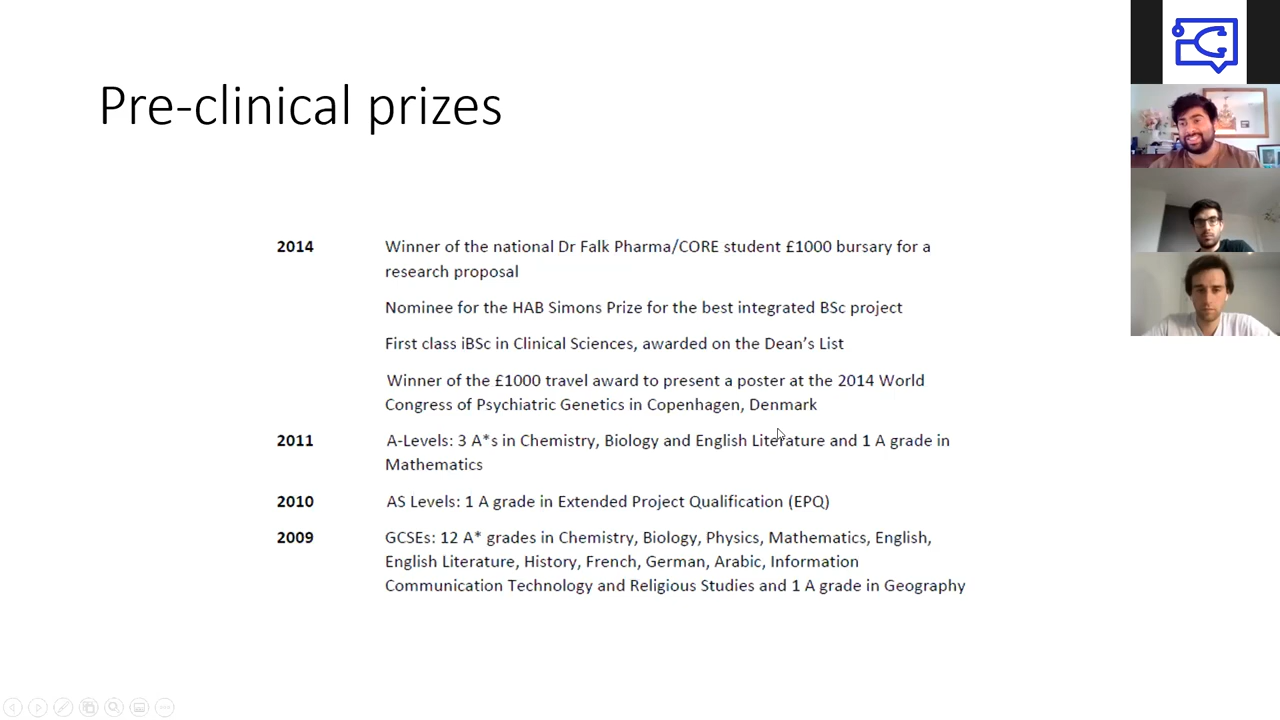 Pre-clinical prizes
2014 Winner of the national Dr Falk Pharma/CORE student £1000 bursary for a
research proposal
Nominee for the HAB Simons Prize for the best integrated BSc project
First class iBSc in Clinical Sciences, awarded on the Dean’s List
Winner of the £1000 travel award to present a poster at the 2014 World
Congress of Psychiatric Genetics in Copenhagen, Denmark
2011 A-Levels: 3 A*s in Chemistry, Biology and English Literature and 1 A grade in
Mathematics
2010 AS Levels: 1 A grade in Extended Project Qualification (EPQ)
2009 GCSEs: 12 A* grades in Chemistry, Biology, Physics, Mathematics, English,
English Literature, History, French, German, Arabic, Information
Communication Technology and Religious Studies and 1 A grade in Geography